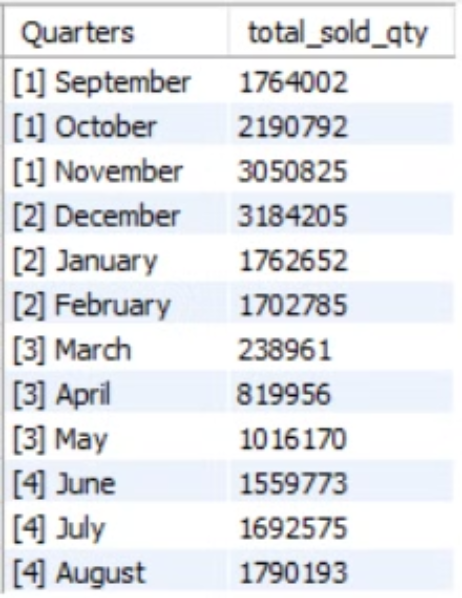 Quarters total_sold_qty
[1] September 1764002
[1] October 2190792
[1] November 3050825
[2] December 3184205
[2] January 1762652
[2] February 1702785
[3] March 238961
[3] April 819956
[3] May 1016170
[4] June 1559773
[4] July 1692575
[4] August 1790193